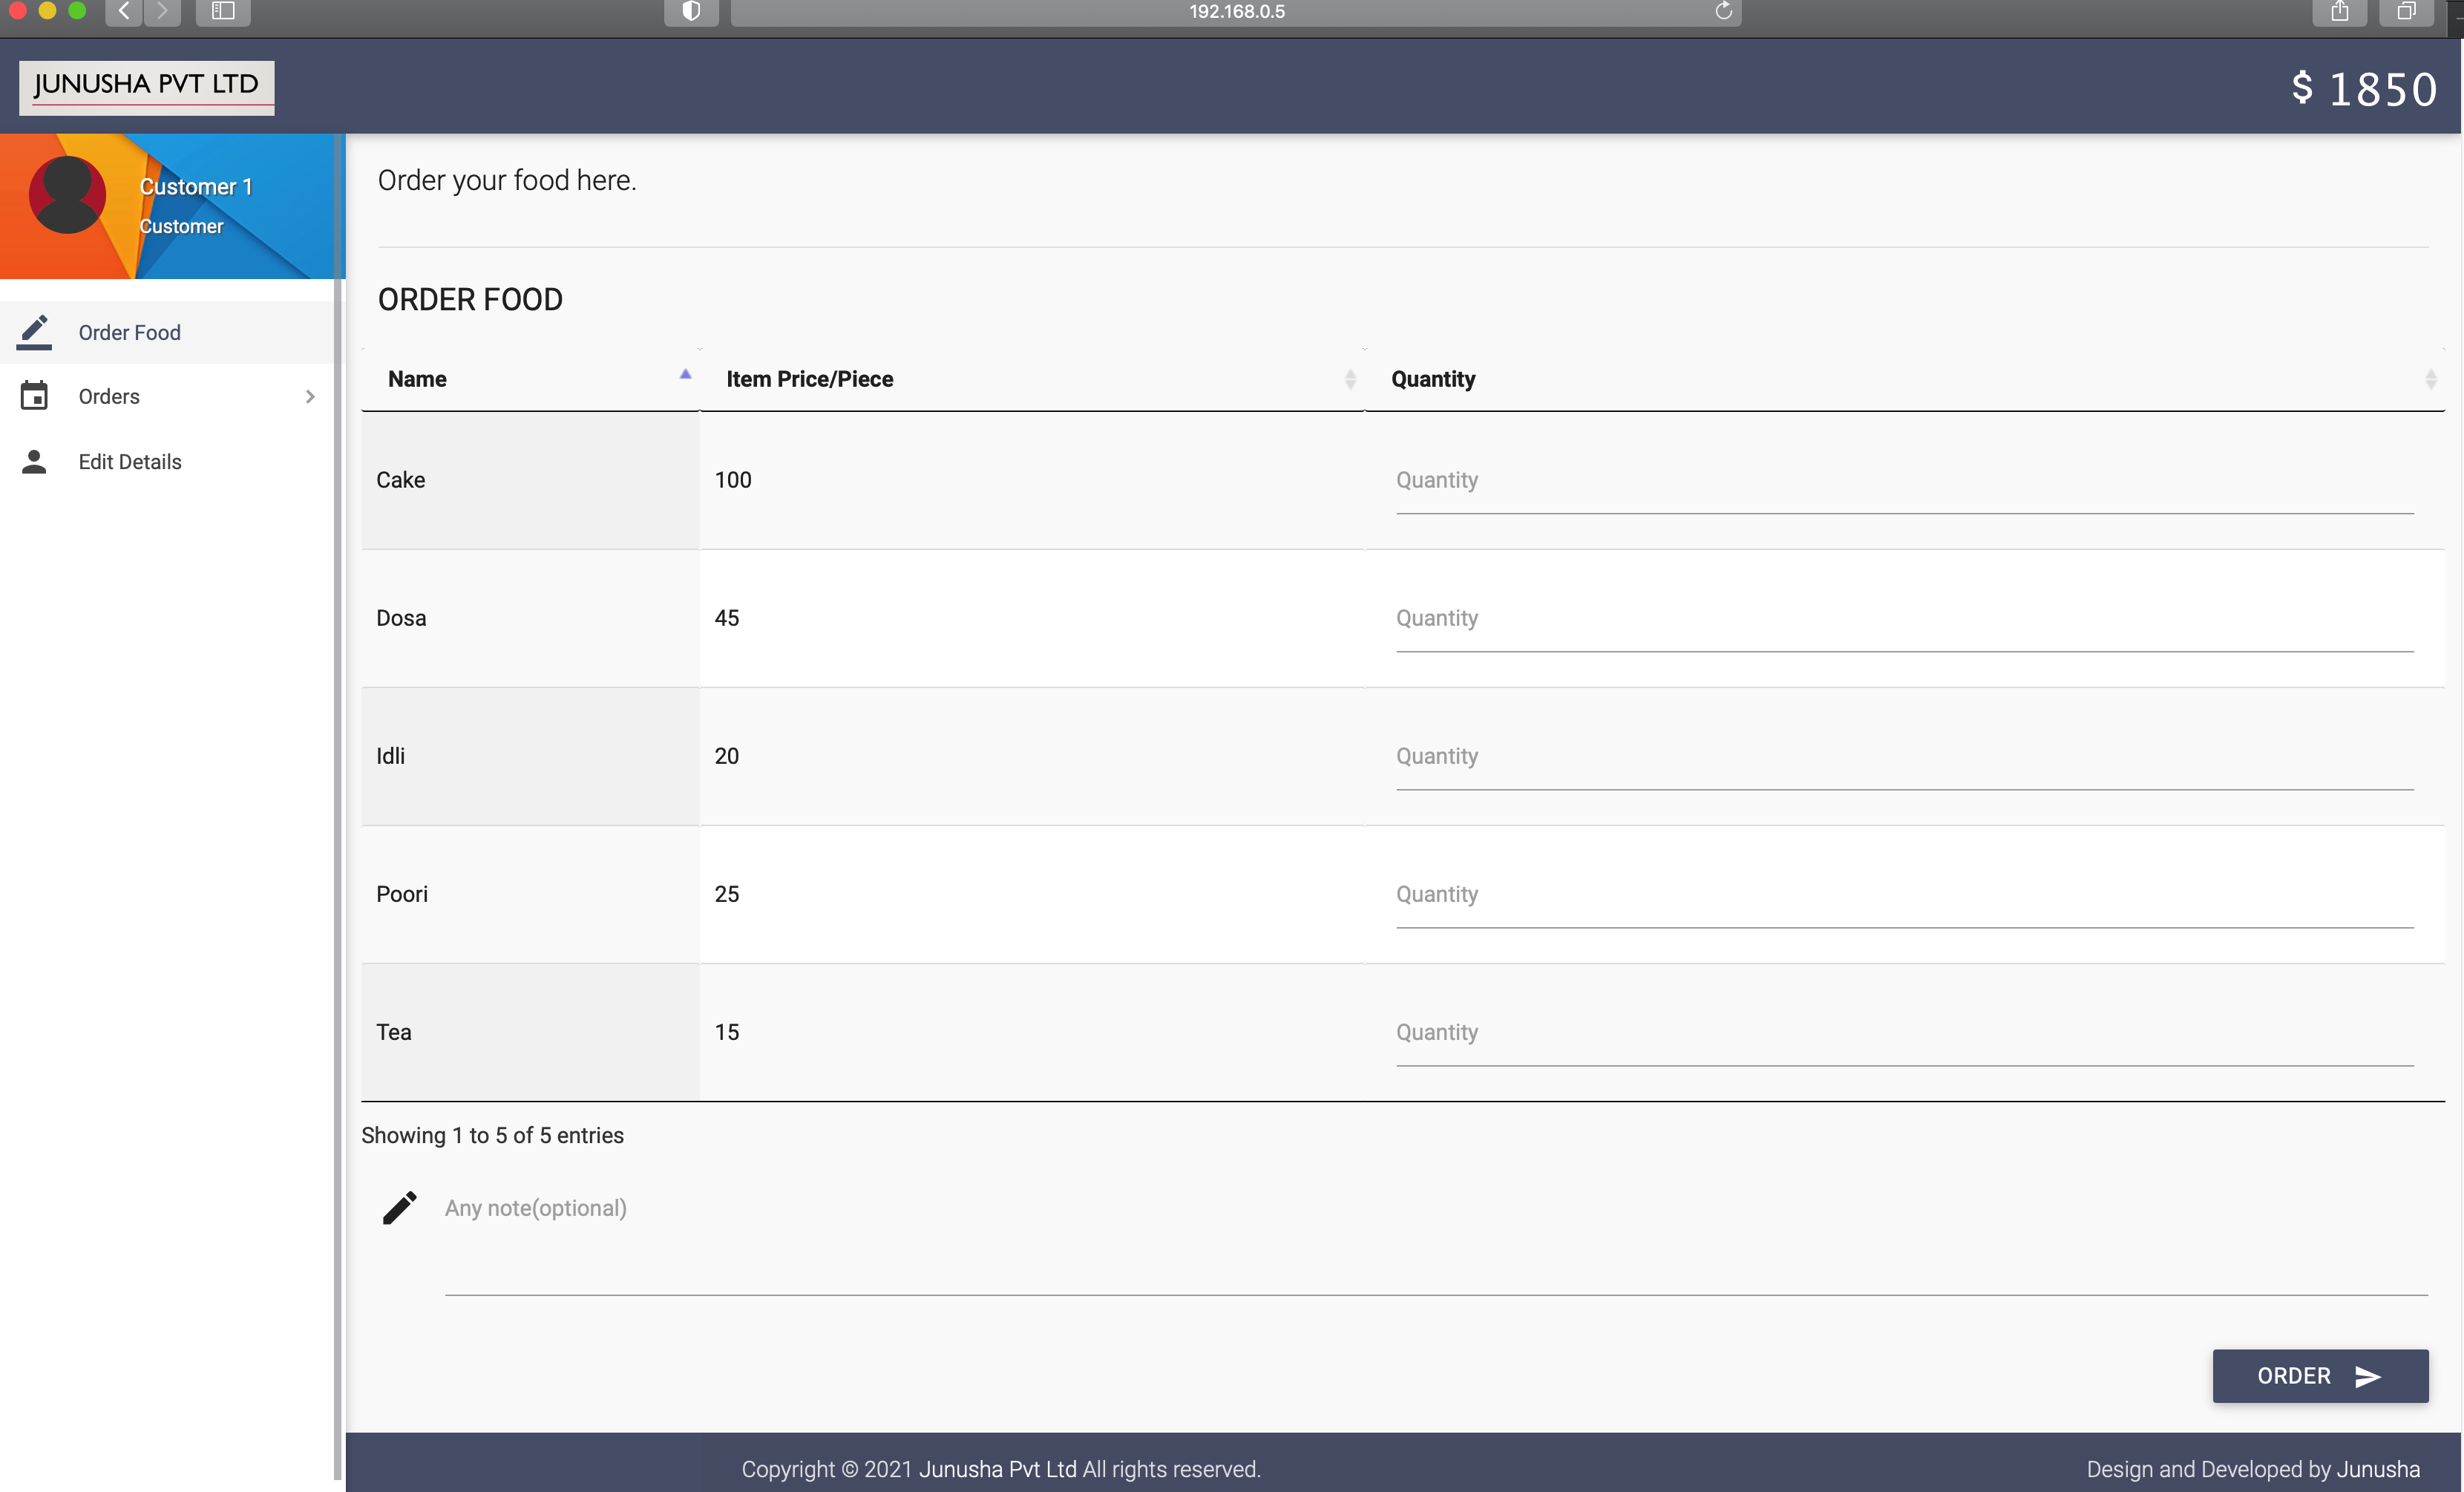 192.168.0.5
JUNUSHA PVT LTD
$ 1850
Customer 1
Customer
Order Food
Orders
Edit Details
Order your food here.
ORDER FOOD
Name Item Price/Piece Quantity
Cake 100 Quantity
Dosa 45 Quantity
Idli 20 Quantity
Poori 25 Quantity
Tea 15 Quantity
Showing 1 to 5 of 5 entries
Any note(optional)
ORDER
Copyright © 2021 Junusha Pvt Ltd All rights reserved.
Design and Developed by Junusha